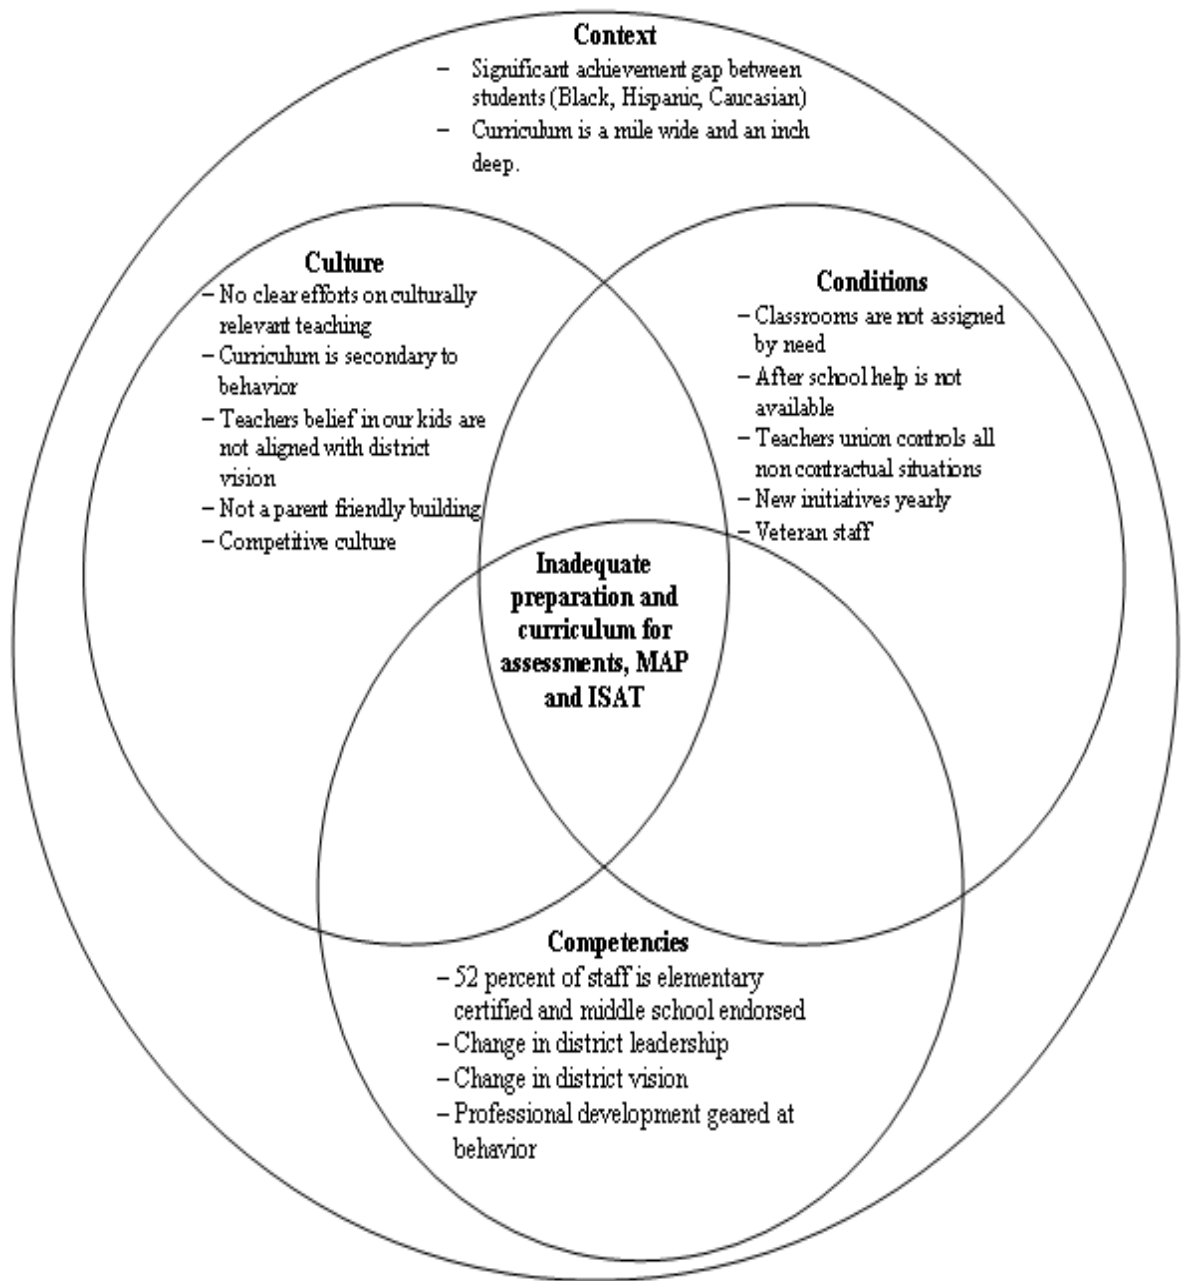 Context
– Significant achievement gap between
students (Black, Hispanic, Caucasian)
– Curriculum is a mile wide and an inch
deep.
Culture
– No clear efforts on culturally
relevant teaching
– Curriculum is secondary to
behavior
– Teachers belief in our kids are
not aligned with district
vision
– Not a parent friendly building
– Competitive culture
Conditions
– Classrooms are not assigned
by need
– After school help is not
available
– Teachers union controls all
non contractual situations
– New initiatives yearly
– Veteran staff
Inadequate
preparation and
curriculum for
assessments, MAP
and ISAT
Competencies
– 52 percent of staff is elementary
certified and middle school endorsed
– Change in district leadership
– Change in district vision
– Professional development geared at
behavior